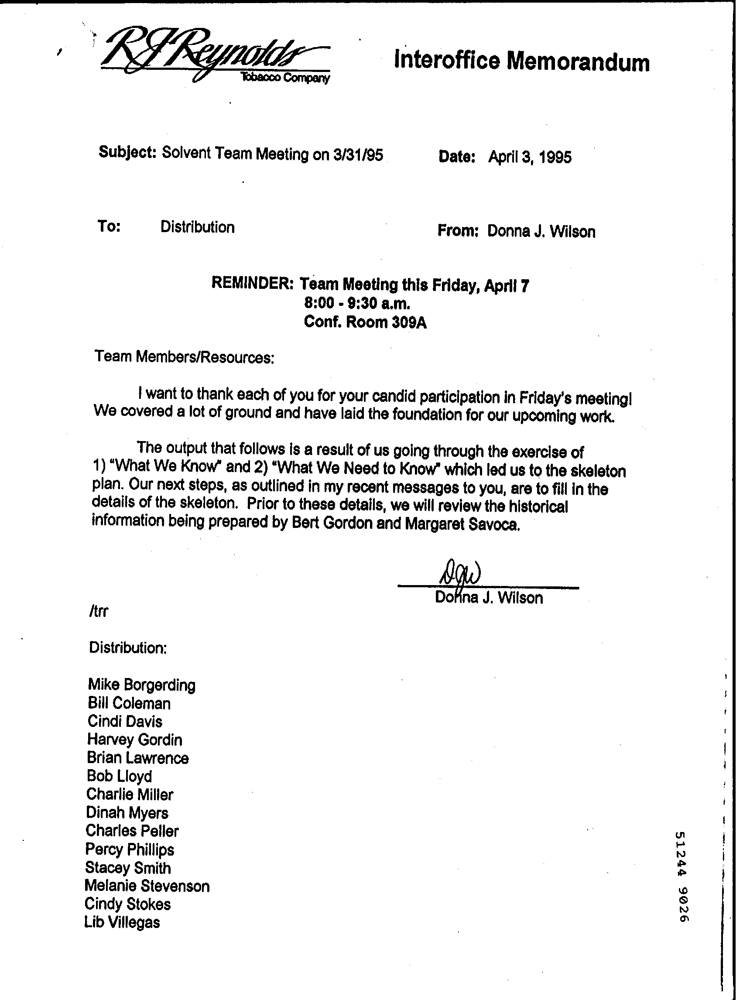 RJReynolds
Tobacco Company
Interoffice Memorandum
Subject: Solvent Team Meeting on 3/31/95
Date: April 3, 1995
To: Distribution
From: Donna J. Wilson
REMINDER: Team Meeting this Friday, April 7
8:00 - 9:30 a.m.
Conf. Room 309A
Team Members/Resources:
I want to thank each of you for your candid participation in Friday's meeting!
We covered a lot of ground and have laid the foundation for our upcoming work.
The output that follows is a result of us going through the exercise of
1) "What We Know" and 2) "What We Need to Know" which led us to the skeleton
plan. Our next steps, as outlined in my recent messages to you, are to fill in the
details of the skeleton. Prior to these details, we will review the historical
information being prepared by Bert Gordon and Margaret Savoca.
DJW
Donna J. Wilson
/trr
Distribution:
Mike Borgerding
Bill Coleman
Cindi Davis
Harvey Gordin
Brian Lawrence
Bob Lloyd
Charlie Miller
Dinah Myers
Charles Peller
Percy Phillips
Stacey Smith
Melanie Stevenson
Cindy Stokes
Lib Villegas
51244 9026